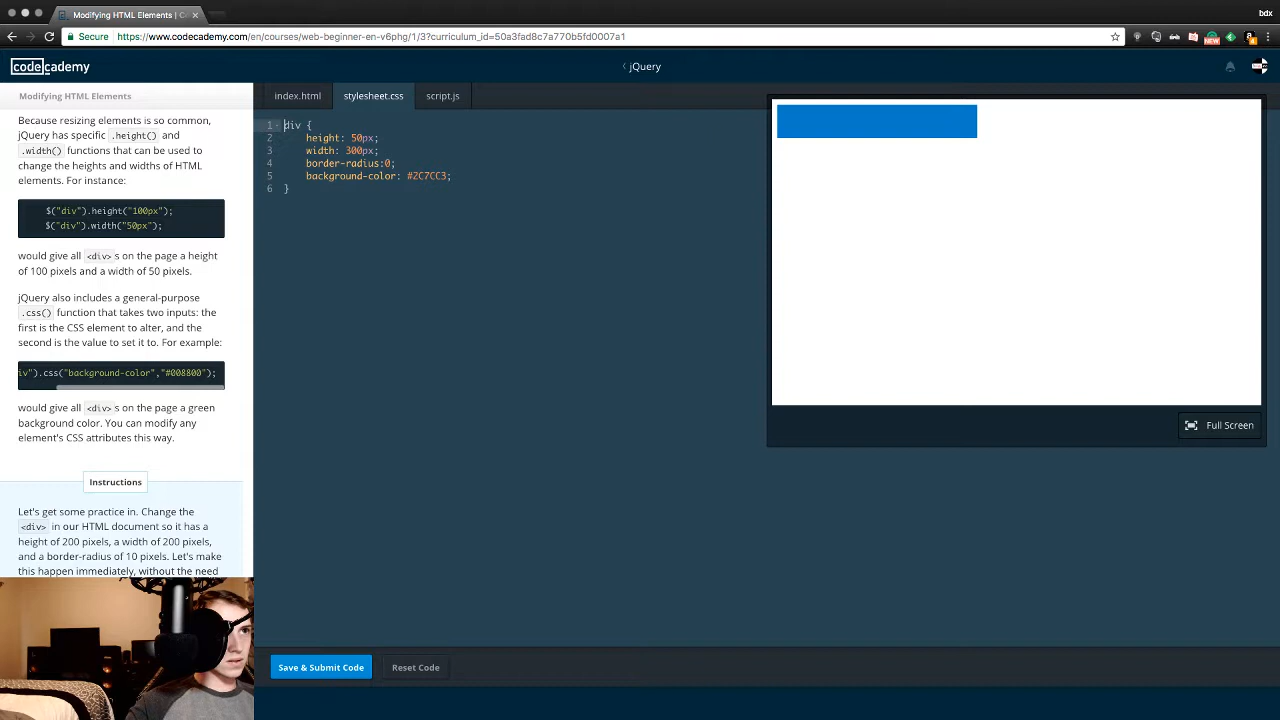 Modifying HTML Elements | C
bdx
Secure https://www.codecademy.com/en/courses/web-beginner-en-v6phg/1/3?curriculum_id=50a3fad8c7a770b5fd0007a1
codecademy
jQuery
Modifying HTML Elements
Because resizing elements is so common,
jQuery has specific .height() and
.width() functions that can be used to
change the heights and widths of HTML
elements. For instance:
$("div").height("100px");
$("div").width("50px");
would give all <div>s on the page a height
of 100 pixels and a width of 50 pixels.
jQuery also includes a general-purpose
.css() function that takes two inputs: the
first is the CSS element to alter, and the
second is the value to set it to. For example:
iv").css("background-color","#008800");
would give all <div>s on the page a green
background color. You can modify any
element's CSS attributes this way.
Instructions
Let's get some practice in. Change the
<div> in our HTML document so it has a
height of 200 pixels, a width of 200 pixels,
and a border-radius of 10 pixels. Let's make
this happen immediately, without the need
index.html stylesheet.css script.js
1 div {
2 height: 50px;
3 width: 300px;
4 border-radius:0;
5 background-color: #2C7CC3;
6 }
Full Screen
Save & Submit Code Reset Code